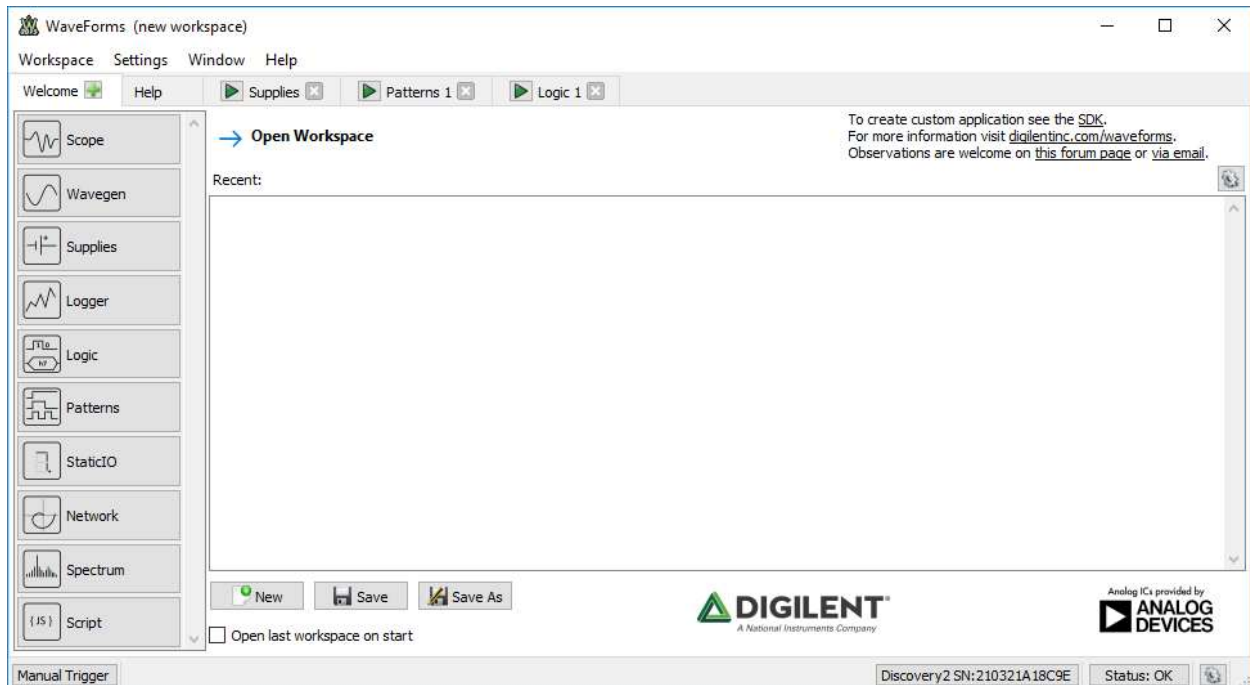 WaveForms (new workspace)
Workspace Settings Window Help
Welcome Help Supplies Patterns 1 Logic 1
Scope
Wavegen
Supplies
Logger
Logic
Patterns
StaticIO
Network
Spectrum
{JS} Script
Open Workspace
To create custom application see the SDK.
For more information visit digilentinc.com/waveforms.
Observations are welcome on this forum page or via email.
Recent:
New Save Save As
Open last workspace on start
DIGILENT®
A National Instruments Company
Analog ICs provided by
ANALOG
DEVICES
Manual Trigger Discovery2 SN:210321A18C9E Status: OK